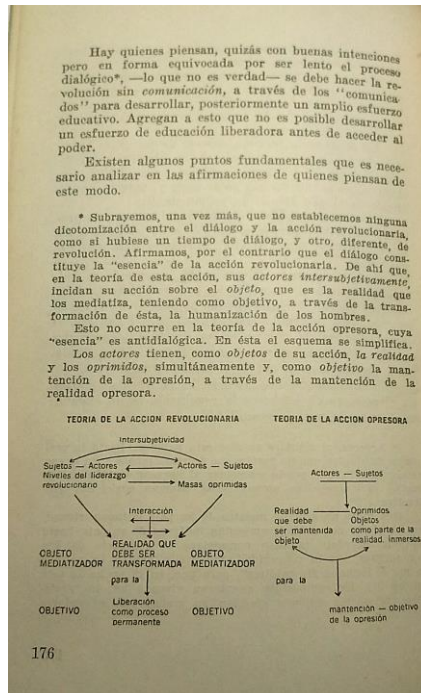 Hay quienes piensan, quizás con buenas intenciones
pero en forma equivocada por ser lento el proceso
dialógico*, —lo que no es verdad— se debe hacer la re-
volución sin comunicación, a través de los "comunica-
dos" para desarrollar, posteriormente un amplio esfuerzo
educativo. Agregan a esto que no es posible desarrollar
un esfuerzo de educación liberadora antes de acceder al
poder.
Existen algunos puntos fundamentales que es nece-
sario analizar en las afirmaciones de quienes piensan de
este modo.
* Subrayemos, una vez más, que no establecemos ninguna
dicotomización entre el diálogo y la acción revolucionaria,
como si hubiese un tiempo de diálogo, y otro, diferente, de
revolución. Afirmamos, por el contrario que el diálogo cons-
tituye la "esencia" de la acción revolucionaria. De ahí que,
en la teoría de esta acción, sus actores intersubjetivamente,
incidan su acción sobre el objeto, que es la realidad que
los mediatiza, teniendo como objetivo, a través de la trans-
formación de ésta, la humanización de los hombres.
Esto no ocurre en la teoría de la acción opresora, cuya
"esencia" es antidialógica. En ésta el esquema se simplifica.
Los actores tienen, como objetos de su acción, la realidad
y los oprimidos, simultáneamente y, como objetivo la man-
tención de la opresión, a través de la mantención de la
realidad opresora.
TEORIA DE LA ACCION REVOLUCIONARIA
Intersubjetividad
Sujetos — Actores
Actores — Sujetos
Niveles del liderazgo
revolucionario
Masas oprimidas
Interacción
OBJETO
MEDIATIZADOR
REALIDAD QUE
DEBE SER
TRANSFORMADA
OBJETO
MEDIATIZADOR
para la
OBJETIVO
Liberación
como proceso
permanente
OBJETIVO
TEORIA DE LA ACCION OPRESORA
Actores — Sujetos
Realidad
que debe
ser mantenida
objeto
Oprimidos
Objetos
como parte de la
realidad. inmersos
para la
mantención — objetivo
de la opresión
176